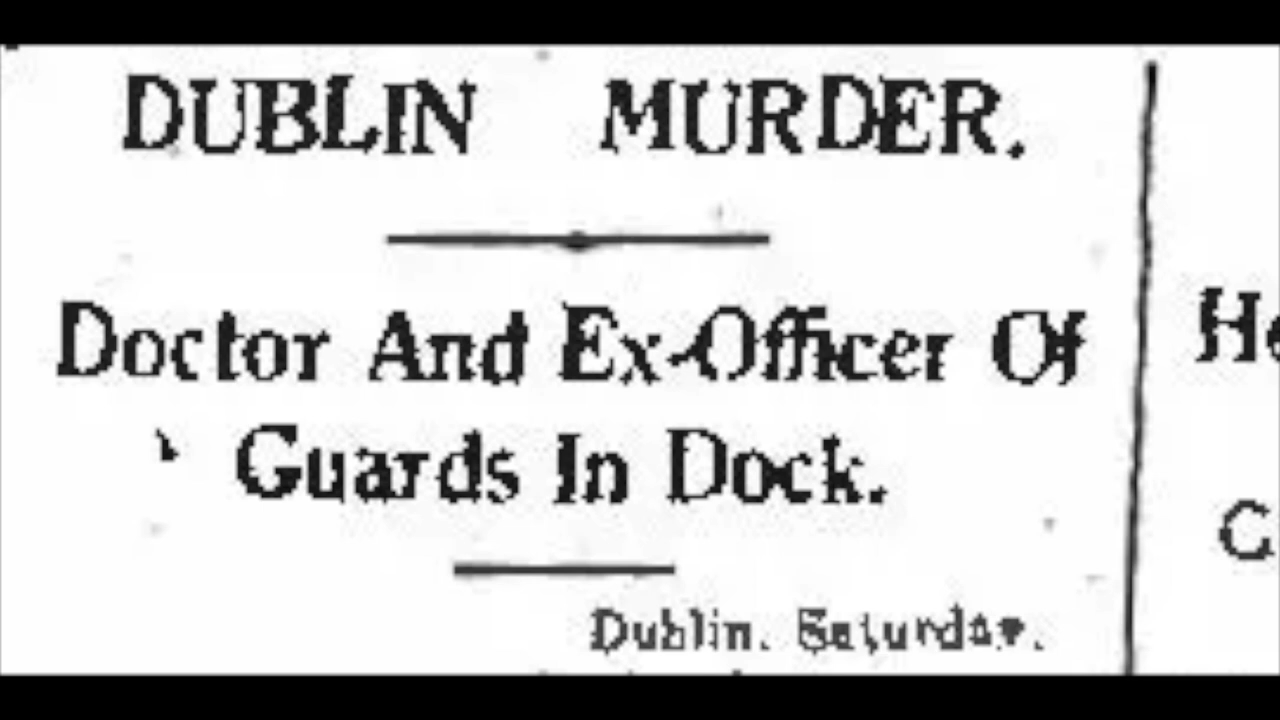 DUBLIN MURDER.
Doctor And Ex-Officer Of
Guards In Dock.
Dublin, Saturday.